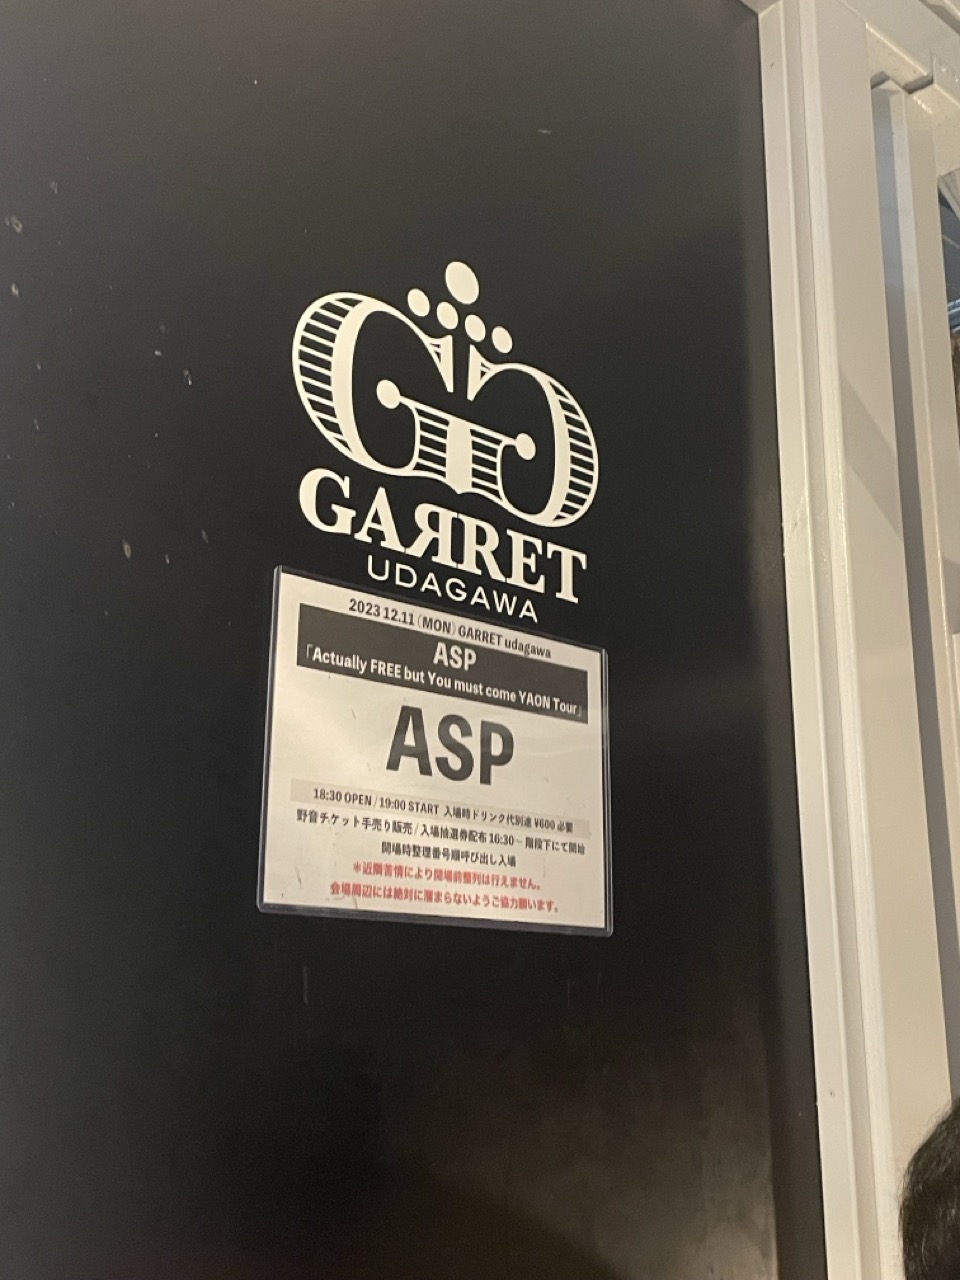 GARRET
UDAGAWA
2023 12.11 (MON) GARRET udagawa
ASP
「Actually FREE but You must come YAON Tour」
ASP
18:30 OPEN / 19:00 START 入場時ドリンク代別途 ¥600 必要
野音チケット手売り販売 / 入場抽選券配布 16:30~ 階段下にて開始
開場時整理番号順呼び出し入場
※近隣苦情により開場前整列は行えません。
会場周辺には絶対に溜まらないようご協力願います。